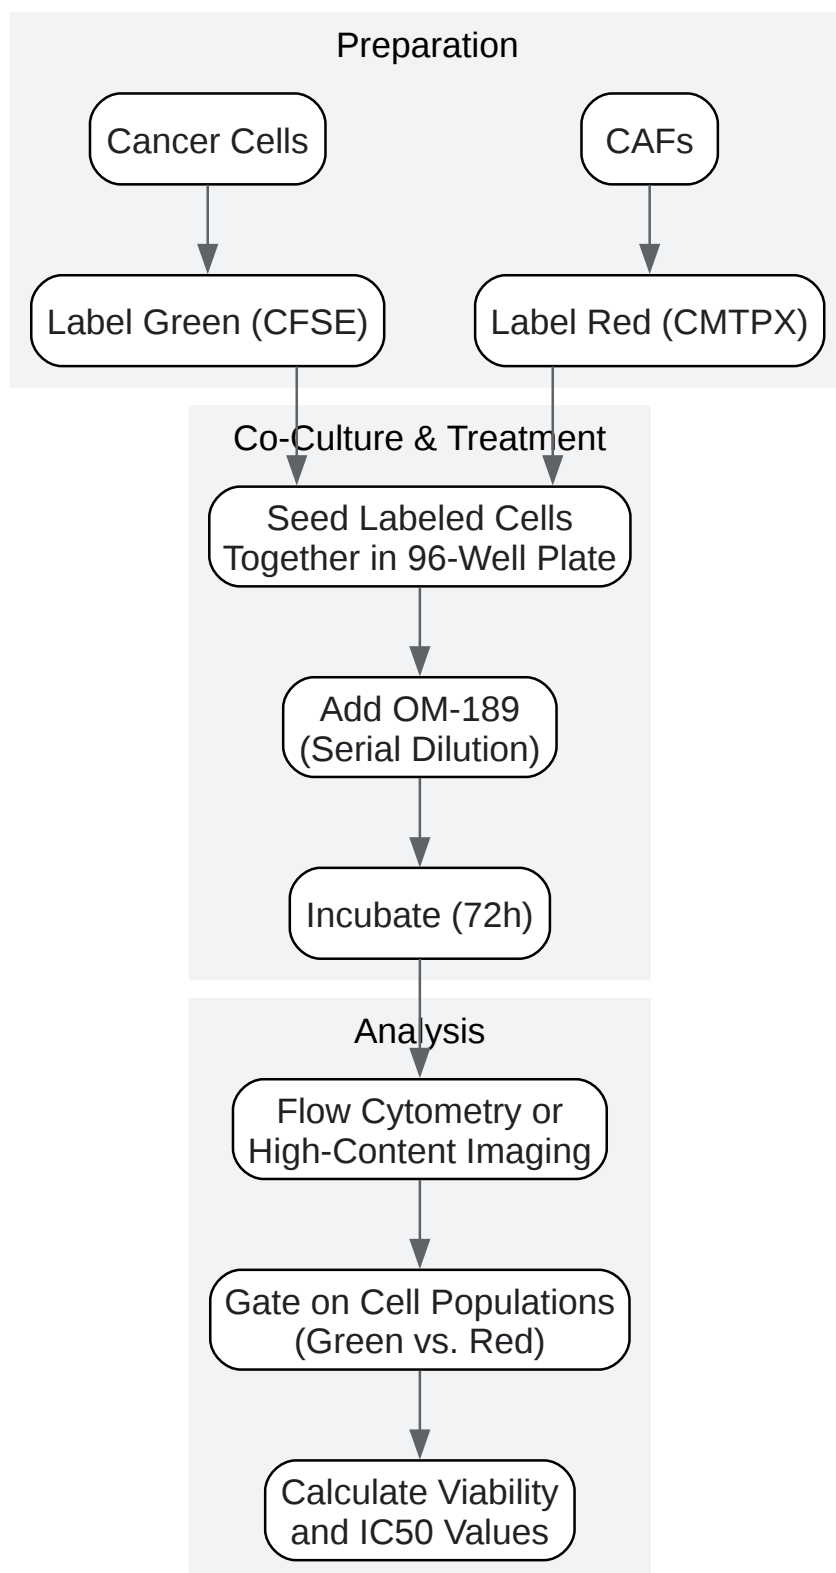 Preparation
Cancer Cells
CAFs
Label Green (CFSE)
Label Red (CMTPX)
Co-Culture & Treatment
Seed Labeled Cells
Together in 96-Well Plate
Add OM-189
(Serial Dilution)
Incubate (72h)
Analysis
Flow Cytometry or
High-Content Imaging
Gate on Cell Populations
(Green vs. Red)
Calculate Viability
and IC50 Values